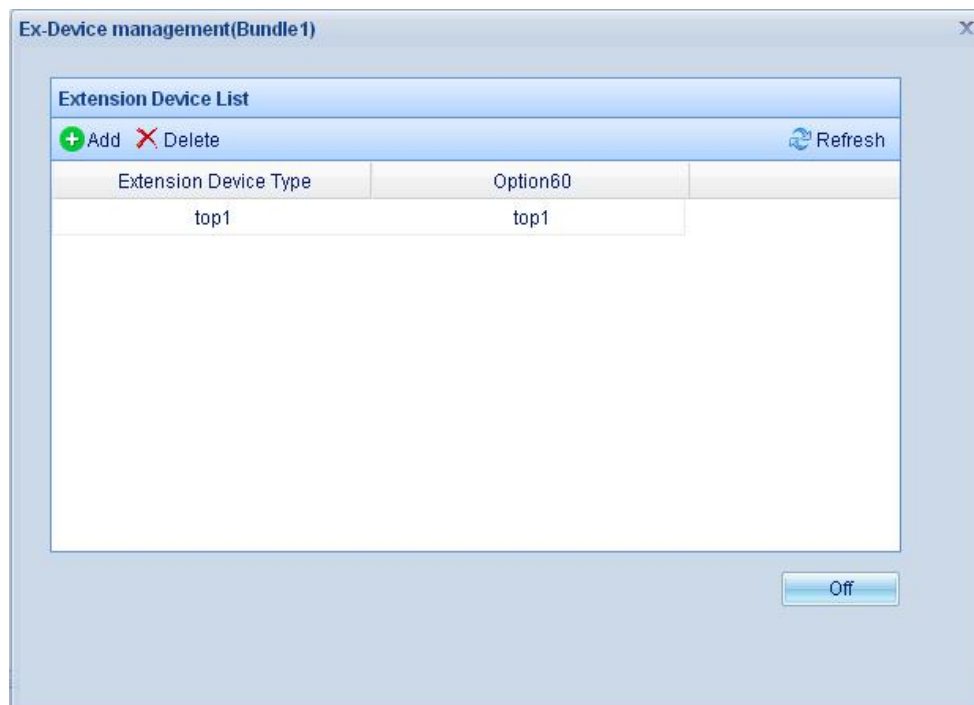 Ex-Device management(Bundle1)
Extension Device List
Add Delete Refresh
Extension Device Type Option60
top1 top1
Off